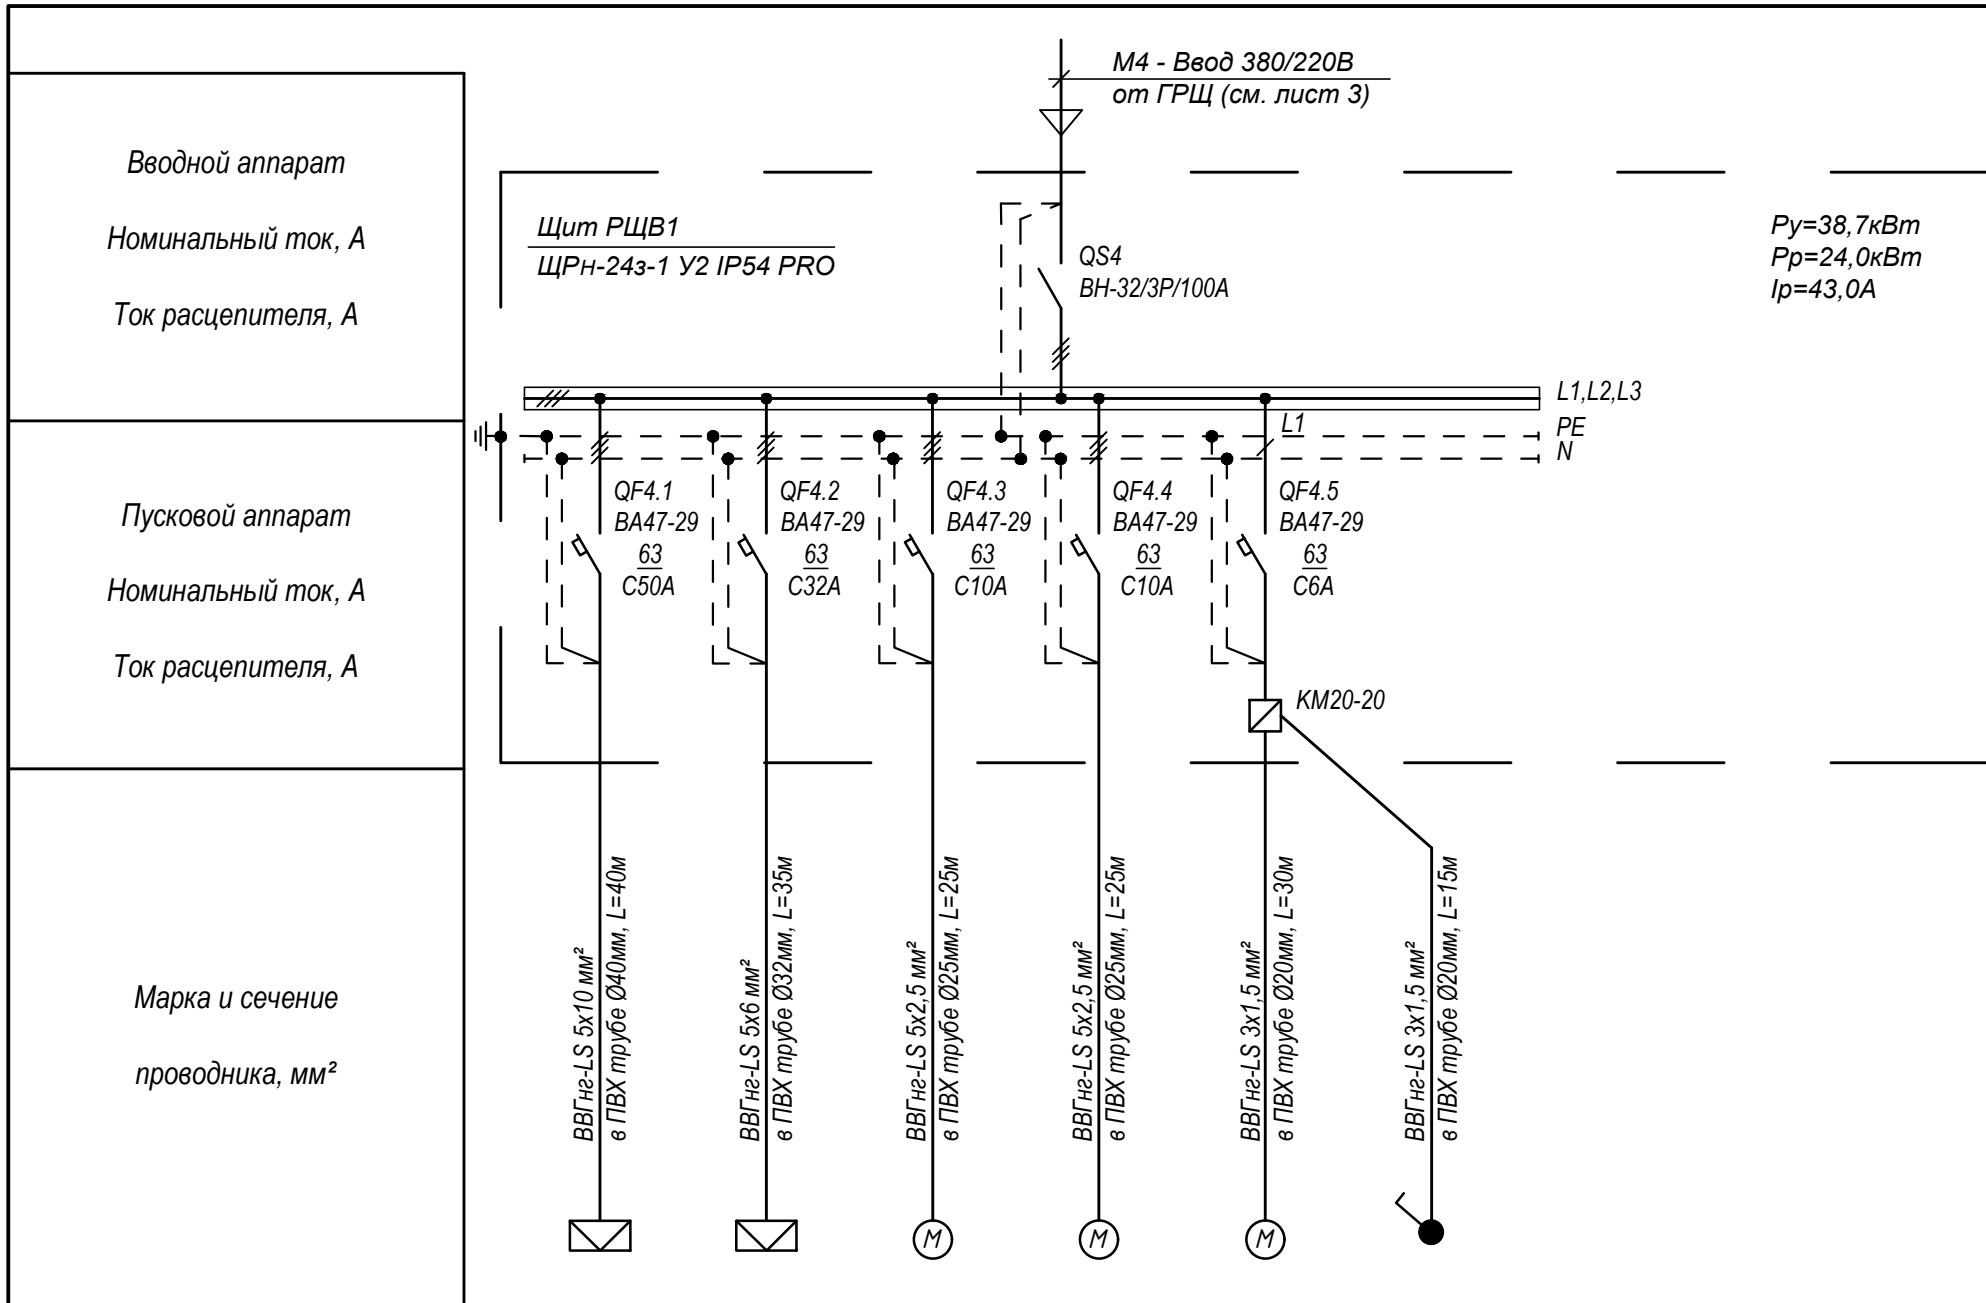 М4 - Ввод 380/220В
от ГРЩ (см. лист 3)
Вводной аппарат
Номинальный ток, А
Ток расцепителя, А
Щит РЩВ1
ЩРн-24з-1 У2 IP54 PRO
QS4
ВН-32/3Р/100А
Ру=38,7кВт
Рр=24,0кВт
Iр=43,0А
L1,L2,L3
PE
N
L1
Пусковой аппарат
Номинальный ток, А
Ток расцепителя, А
QF4.1
ВА47-29
63
С50А
QF4.2
ВА47-29
63
С32А
QF4.3
ВА47-29
63
С10А
QF4.4
ВА47-29
63
С10А
QF4.5
ВА47-29
63
С6А
КМ20-20
Марка и сечение
проводника, мм²
ВВГнг-LS 5х10 мм²
в ПВХ трубе Ø40мм, L=40м
ВВГнг-LS 5х6 мм²
в ПВХ трубе Ø32мм, L=35м
ВВГнг-LS 5х2,5 мм²
в ПВХ трубе Ø25мм, L=25м
ВВГнг-LS 5х2,5 мм²
в ПВХ трубе Ø25мм, L=25м
ВВГнг-LS 3х1,5 мм²
в ПВХ трубе Ø20мм, L=30м
ВВГнг-LS 3х1,5 мм²
в ПВХ трубе Ø20мм, L=15м
М
М
М